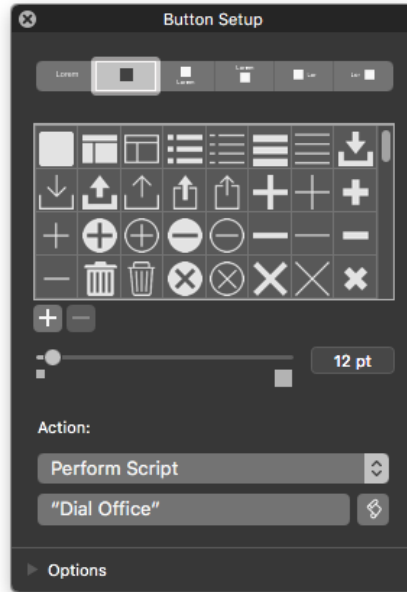 Button Setup
Lorem
Lorem
Lorem
12 pt
Action:
Perform Script
“Dial Office”
Options